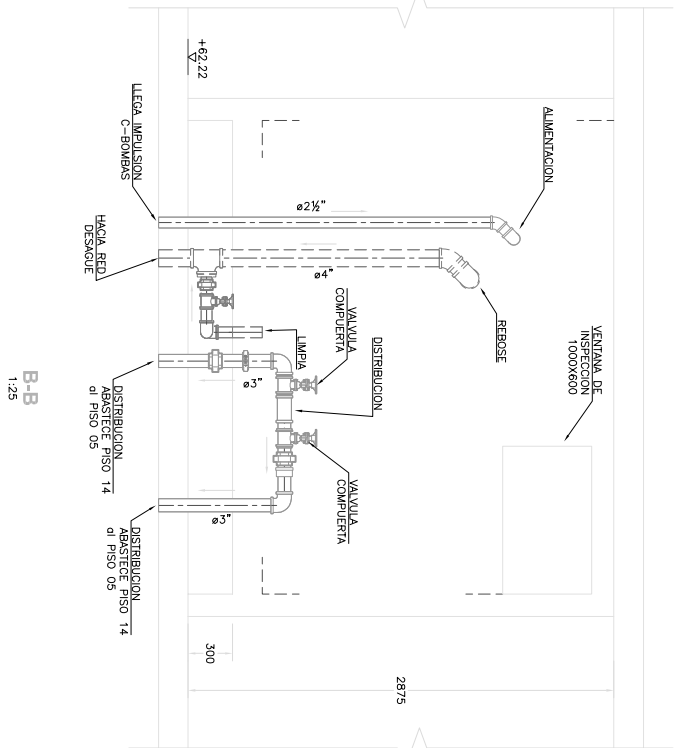 ALIMENTACION
VENTANA DE
INSPECCION
1000X600
REBOSE
DISTRIBUCION
VALVULA
COMPUERTA
VALVULA
COMPUERTA
LIMPIA
ø2½"
ø4"
ø3"
ø3"
+62.22
LLEGA IMPULSION
C-BOMBAS
HACIA RED
DESAGUE
DISTRIBUCION
ABASTECE PISO 14
al PISO 05
DISTRIBUCION
ABASTECE PISO 14
al PISO 05
300
2875
B-B
1:25